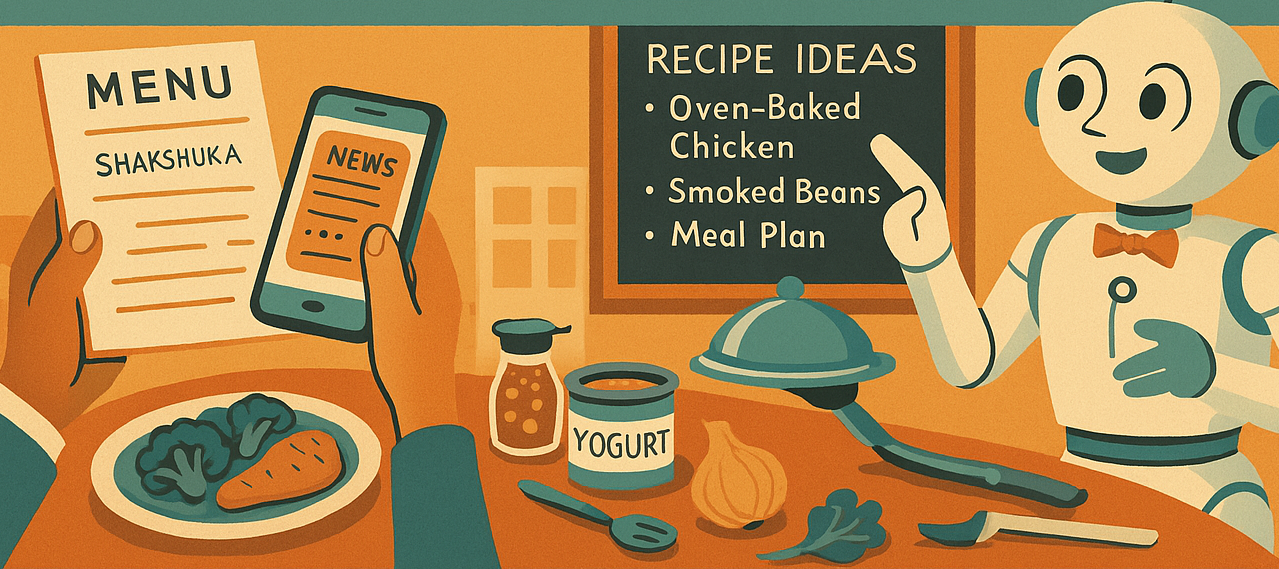 MENU
SHAKSHUKA
NEWS
RECIPE IDEAS
• Oven-Baked
Chicken
• Smoked Beans
• Meal Plan
YOGURT